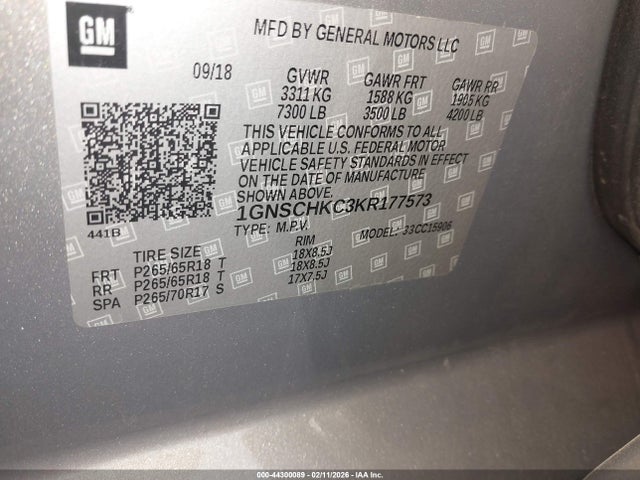 GM
MFD BY GENERAL MOTORS LLC
09/18 GVWR GAWR FRT GAWR RR
3311 KG 1588 KG 1905 KG
7300 LB 3500 LB 4200 LB
THIS VEHICLE CONFORMS TO ALL
APPLICABLE U.S. FEDERAL MOTOR
VEHICLE SAFETY STANDARDS IN EFFECT
ON THE DATE OF MANUFACTURE
SHOWN ABOVE.
1GNSCHKC3KR177573
441B TYPE: M.P.V. MODEL: 33CC15906
TIRE SIZE RIM
FRT P265/65R18 T 18X8.5J
RR P265/65R18 T 18X8.5J
SPA P265/70R17 S 17X7.5J
000-44300089 - 02/11/2026 - IAA Inc.